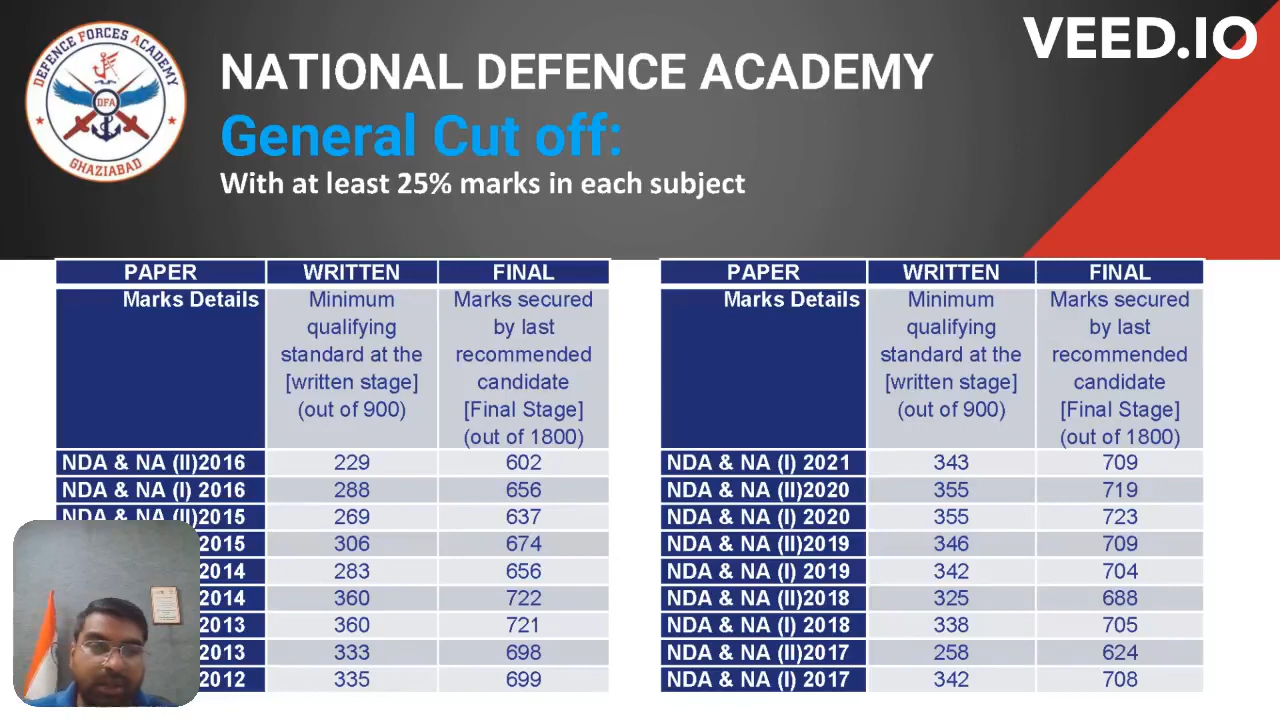 DEFENCE FORCES ACADEMY
DFA
GHAZIABAD
VEED.IO
NATIONAL DEFENCE ACADEMY
General Cut off:
With at least 25% marks in each subject
PAPER WRITTEN FINAL
Marks Details Minimum qualifying standard at the [written stage] (out of 900) Marks secured by last recommended candidate [Final Stage] (out of 1800)
NDA & NA (II)2016 229 602
NDA & NA (I) 2016 288 656
NDA & NA (II)2015 269 637
2015 306 674
2014 283 656
2014 360 722
2013 360 721
2013 333 698
2012 335 699
PAPER WRITTEN FINAL
Marks Details Minimum qualifying standard at the [written stage] (out of 900) Marks secured by last recommended candidate [Final Stage] (out of 1800)
NDA & NA (I) 2021 343 709
NDA & NA (II)2020 355 719
NDA & NA (I) 2020 355 723
NDA & NA (II)2019 346 709
NDA & NA (I) 2019 342 704
NDA & NA (II)2018 325 688
NDA & NA (I) 2018 338 705
NDA & NA (II)2017 258 624
NDA & NA (I) 2017 342 708